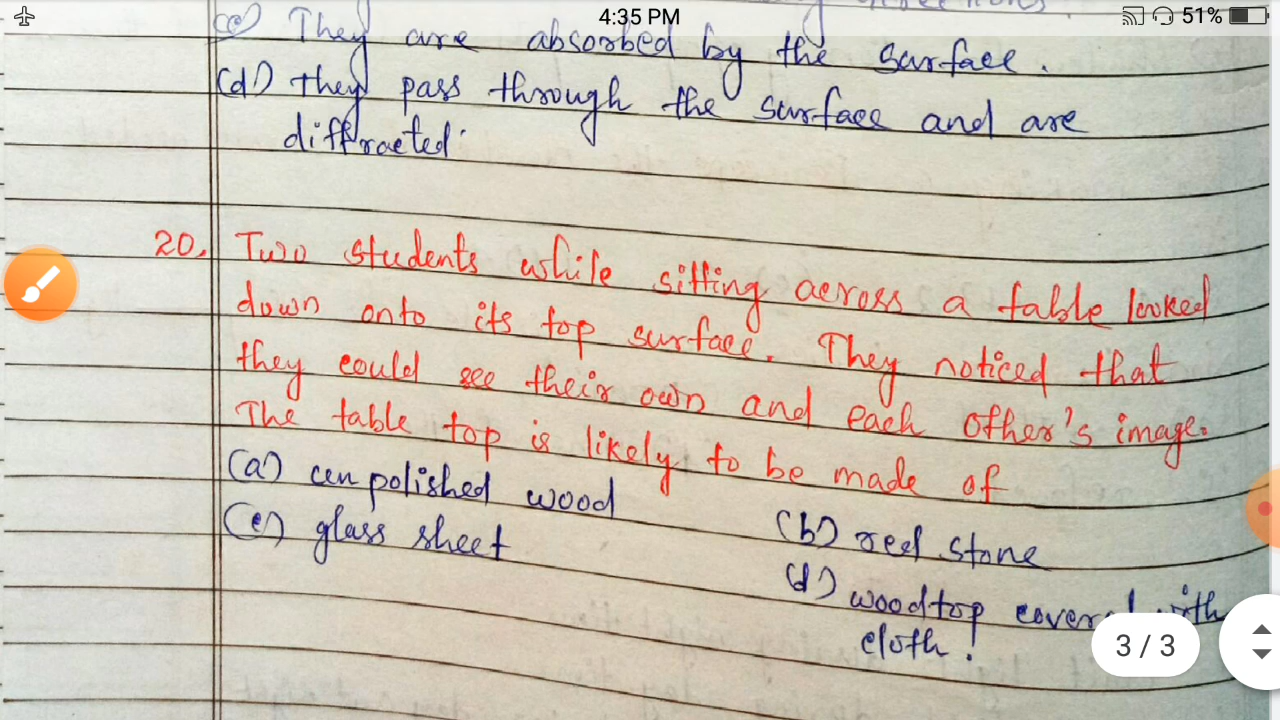 4:35 PM
51%
(c) They are absorbed by the surface.
(d) they pass through the surface and are
diffracted.
20. Two students while sitting across a table looked
down onto its top surface. They noticed that
they could see their own and each other's image.
The table top is likely to be made of
(a) unpolished wood
(b) red stone
(c) glass sheet
(d) woodtop covered with
cloth!
3 / 3